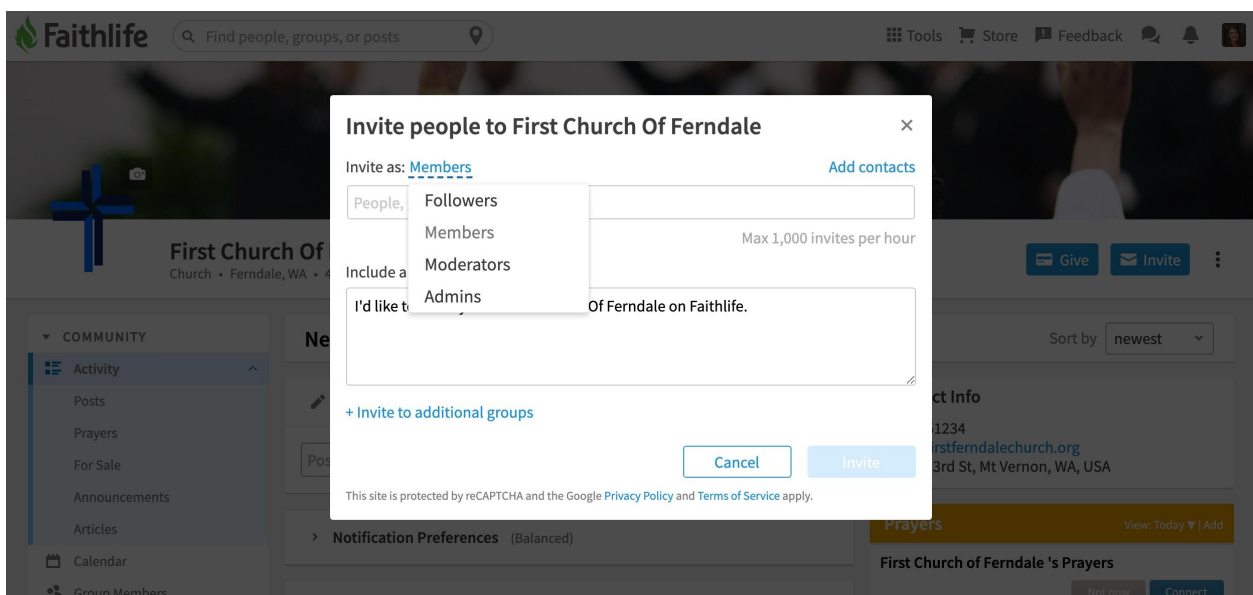 Faithlife
Find people, groups, or posts
Tools
Store
Feedback
Invite people to First Church Of Ferndale
×
Invite as: Members
Add contacts
People,
Followers
Members
Moderators
Admins
Max 1,000 invites per hour
First Church Of
Church • Ferndale, WA • 4
Give
Invite
Include a
I'd like t
Of Ferndale on Faithlife.
+ Invite to additional groups
Cancel
Invite
This site is protected by reCAPTCHA and the Google Privacy Policy and Terms of Service apply.
COMMUNITY
Activity
Posts
Prayers
For Sale
Announcements
Articles
Calendar
Group Members
Ne
Sort by
newest
Pos
Notification Preferences (Balanced)
ct Info
1234
rstferndalechurch.org
3rd St, Mt Vernon, WA, USA
Prayers
View: Today ▼ | Add
First Church of Ferndale 's Prayers
Not now
Connect